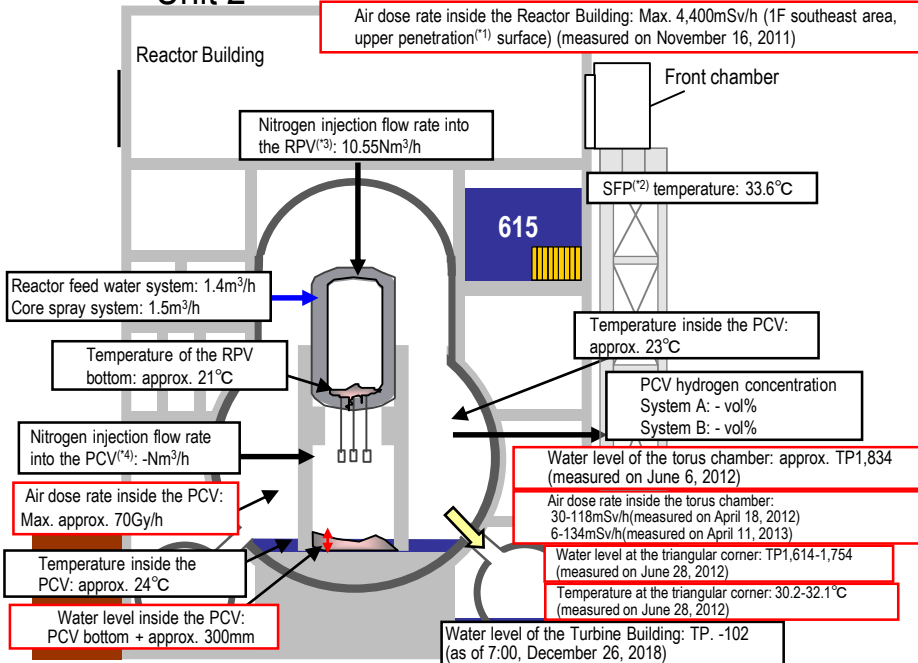 Unit 2
Air dose rate inside the Reactor Building: Max. 4,400mSv/h (1F southeast area,
upper penetration(*1) surface) (measured on November 16, 2011)
Reactor Building
Front chamber
Nitrogen injection flow rate into
the RPV(*3): 10.55Nm3/h
SFP(*2) temperature: 33.6°C
615
Reactor feed water system: 1.4m3/h
Core spray system: 1.5m3/h
Temperature inside the PCV:
approx. 23°C
Temperature of the RPV
bottom: approx. 21°C
PCV hydrogen concentration
System A: - vol%
System B: - vol%
Nitrogen injection flow rate
into the PCV(*4): -Nm3/h
Water level of the torus chamber: approx. TP1,834
(measured on June 6, 2012)
Air dose rate inside the PCV:
Max. approx. 70Gy/h
Air dose rate inside the torus chamber:
30-118mSv/h(measured on April 18, 2012)
6-134mSv/h(measured on April 11, 2013)
Temperature inside the
PCV: approx. 24°C
Water level at the triangular corner: TP1,614-1,754
(measured on June 28, 2012)
Temperature at the triangular corner: 30.2-32.1°C
(measured on June 28, 2012)
Water level inside the PCV:
PCV bottom + approx. 300mm
Water level of the Turbine Building: TP. -102
(as of 7:00, December 26, 2018)